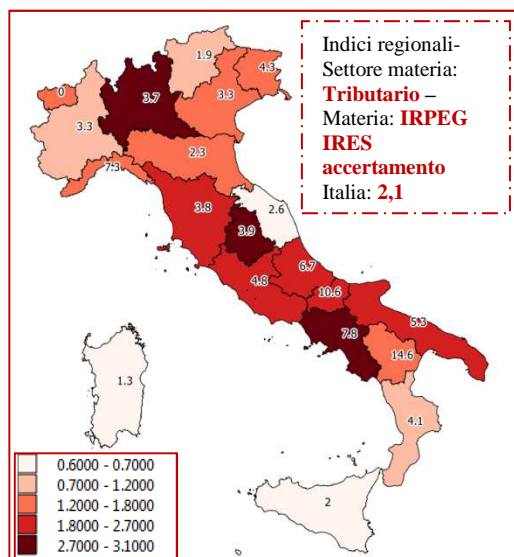 Indici regionali-
Settore materia:
Tributario –
Materia: IRPEG
IRES
accertamento
Italia: 2,1
1.9
4.3
0
3.7
3.3
3.3
2.3
7.3
3.8
2.6
3.9
6.7
4.8
10.6
7.8
5.3
14.6
1.3
4.1
2
0.6000 - 0.7000
0.7000 - 1.2000
1.2000 - 1.8000
1.8000 - 2.7000
2.7000 - 3.1000